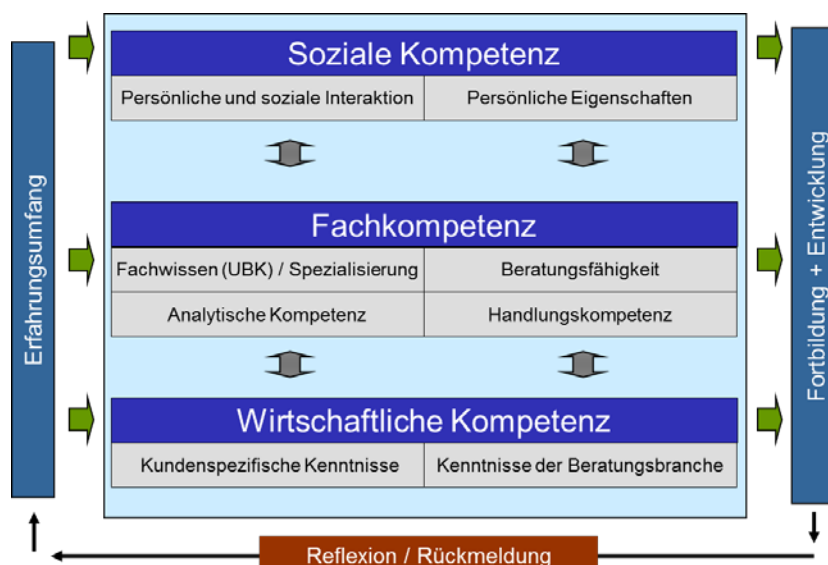 Erfahrungsumfang
Soziale Kompetenz
Persönliche und soziale Interaktion
Persönliche Eigenschaften
Fachkompetenz
Fachwissen (UBK) / Spezialisierung
Beratungsfähigkeit
Analytische Kompetenz
Handlungskompetenz
Wirtschaftliche Kompetenz
Kundenspezifische Kenntnisse
Kenntnisse der Beratungsbranche
Fortbildung + Entwicklung
Reflexion / Rückmeldung